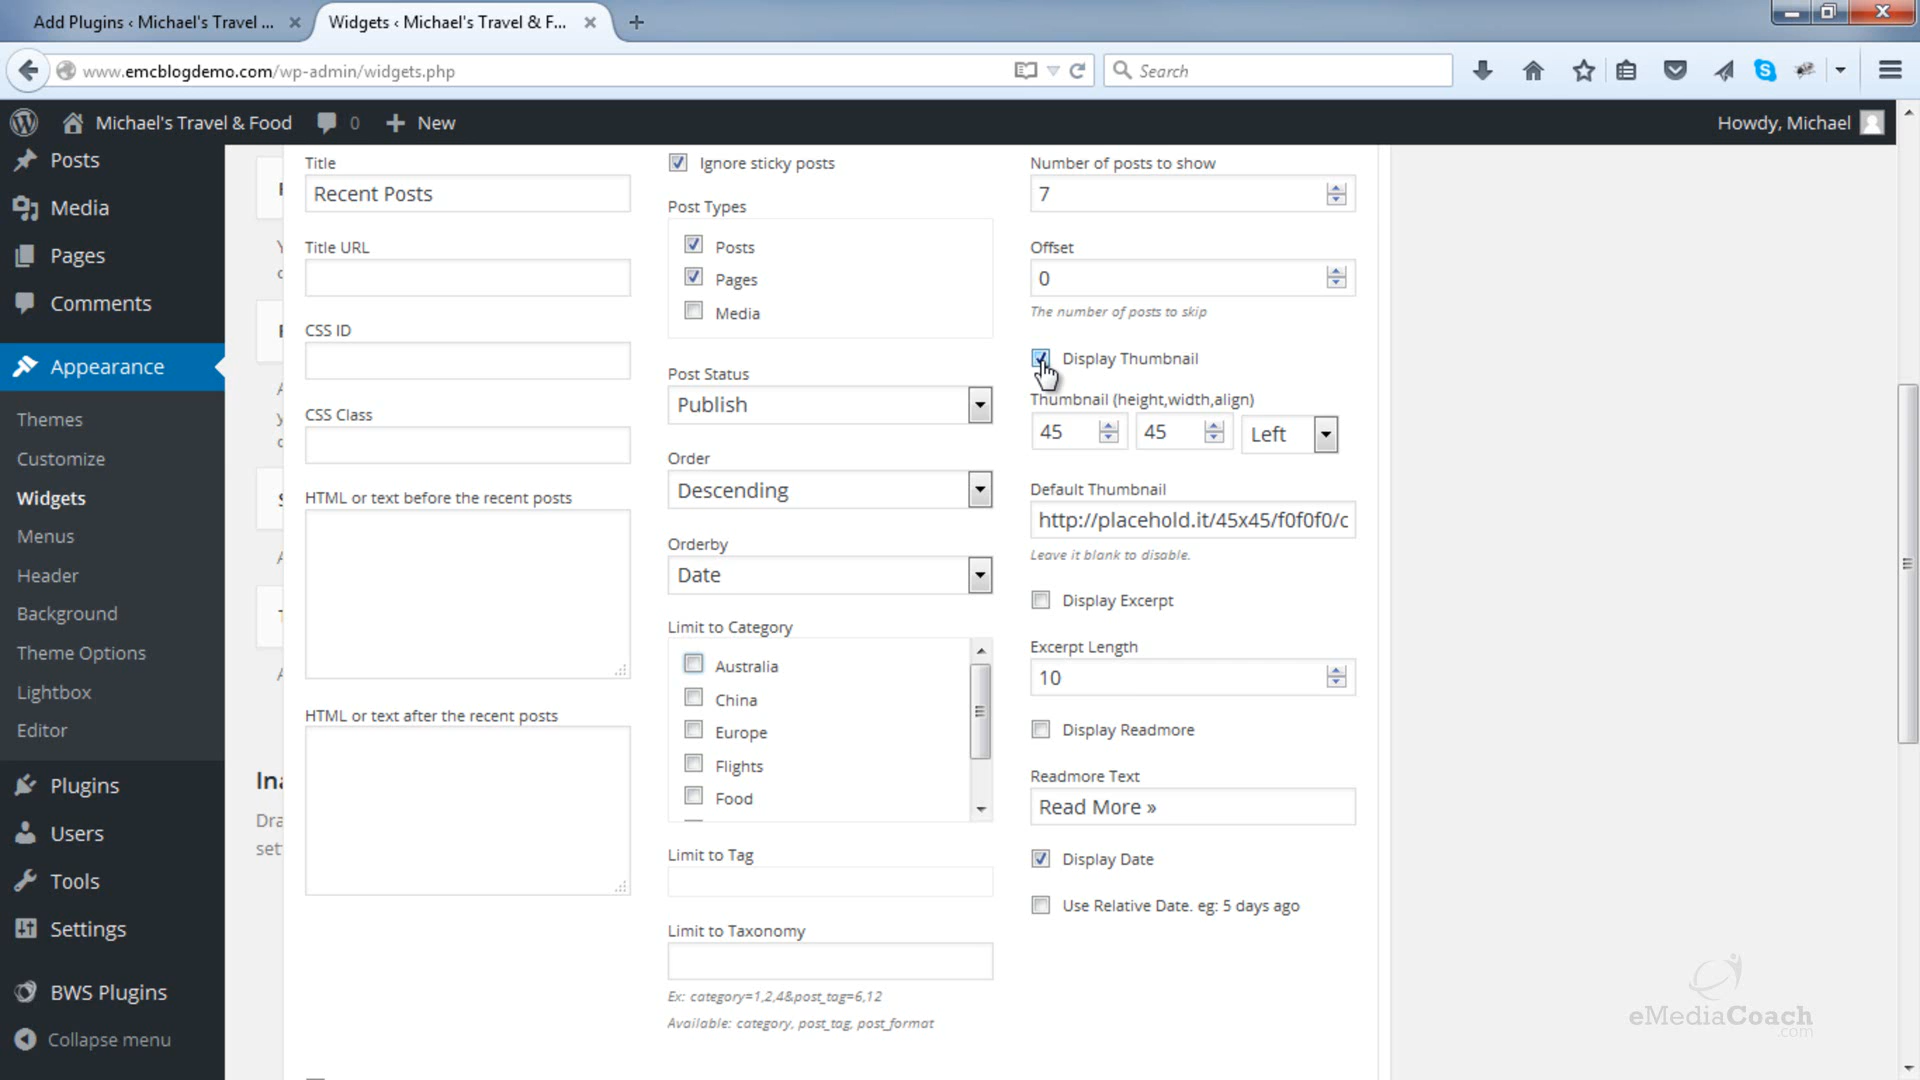 Add Plugins ‹ Michael's Travel ...
Widgets ‹ Michael's Travel & F...
www.emcblogdemo.com/wp-admin/widgets.php
Search
Michael's Travel & Food
0
New
Howdy, Michael
Posts
Media
Pages
Comments
Appearance
Themes
Customize
Widgets
Menus
Header
Background
Theme Options
Lightbox
Editor
Plugins
Users
Tools
Settings
BWS Plugins
Collapse menu
Ina
Dra
set
Title
Recent Posts
Title URL
CSS ID
CSS Class
HTML or text before the recent posts
HTML or text after the recent posts
Ignore sticky posts
Post Types
Posts
Pages
Media
Post Status
Publish
Order
Descending
Orderby
Date
Limit to Category
Australia
China
Europe
Flights
Food
Limit to Tag
Limit to Taxonomy
Ex: category=1,2,4&post_tag=6,12
Available: category, post_tag, post_format
Number of posts to show
7
Offset
0
The number of posts to skip
Display Thumbnail
Thumbnail (height,width,align)
45 45 Left
Default Thumbnail
http://placehold.it/45x45/f0f0f0/c
Leave it blank to disable.
Display Excerpt
Excerpt Length
10
Display Readmore
Readmore Text
Read More »
Display Date
Use Relative Date. eg: 5 days ago
eMediaCoach
.com